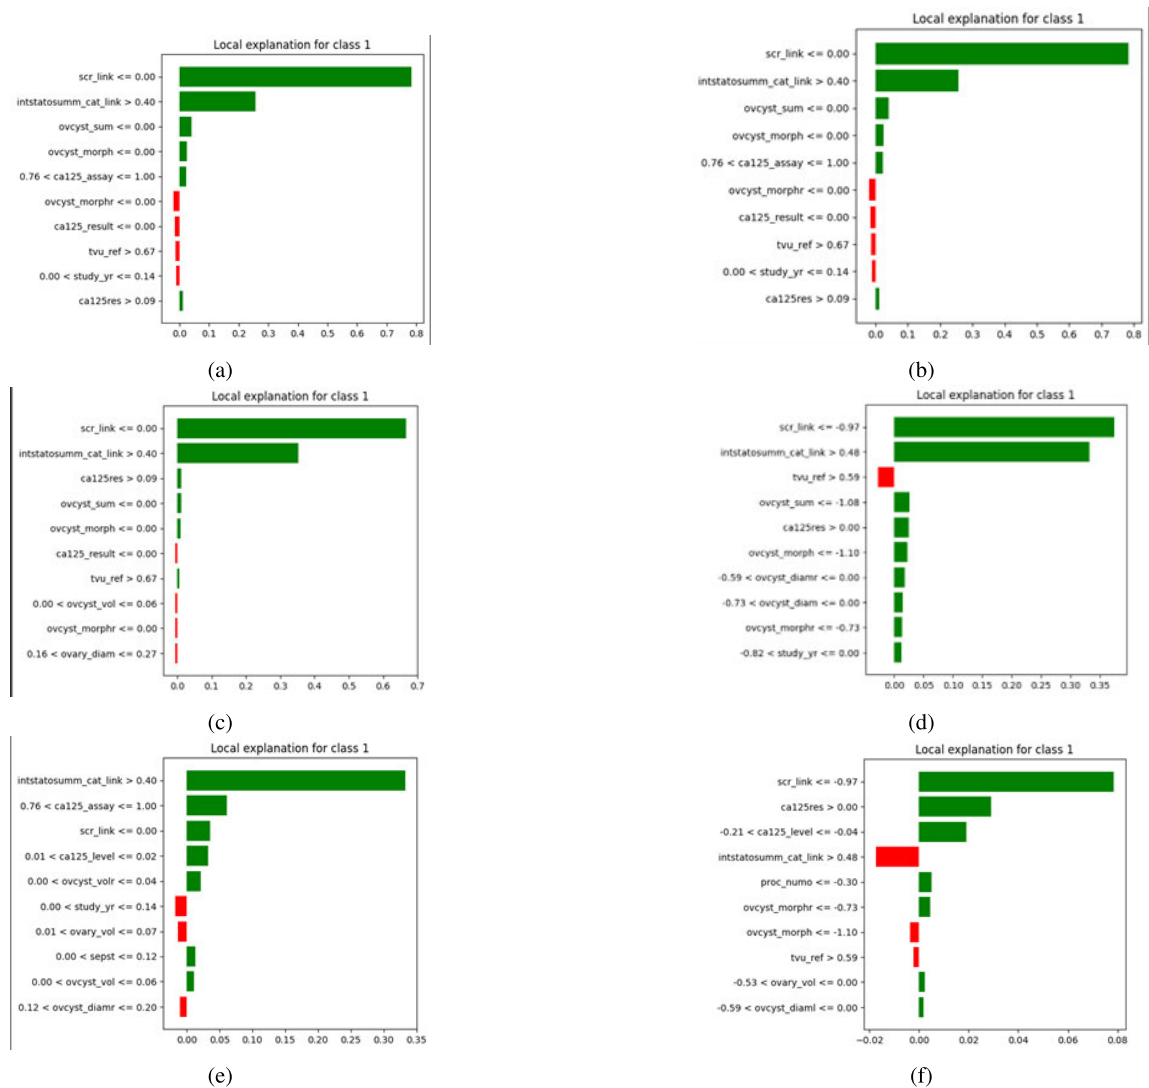 Local explanation for class 1
scr_link <= 0.00
intstatosumm_cat_link > 0.40
ovcyst_sum <= 0.00
ovcyst_morph <= 0.00
0.76 < ca125_assay <= 1.00
ovcyst_morphr <= 0.00
ca125_result <= 0.00
tvu_ref > 0.67
0.00 < study_yr <= 0.14
ca125res > 0.09
0.0 0.1 0.2 0.3 0.4 0.5 0.6 0.7 0.8
(a)
Local explanation for class 1
scr_link <= 0.00
intstatosumm_cat_link > 0.40
ovcyst_sum <= 0.00
ovcyst_morph <= 0.00
0.76 < ca125_assay <= 1.00
ovcyst_morphr <= 0.00
ca125_result <= 0.00
tvu_ref > 0.67
0.00 < study_yr <= 0.14
ca125res > 0.09
0.0 0.1 0.2 0.3 0.4 0.5 0.6 0.7 0.8
(b)
Local explanation for class 1
scr_link <= 0.00
intstatosumm_cat_link > 0.40
ca125res > 0.09
ovcyst_sum <= 0.00
ovcyst_morph <= 0.00
ca125_result <= 0.00
tvu_ref > 0.67
0.00 < ovcyst_vol <= 0.06
ovcyst_morphr <= 0.00
0.16 < ovary_diam <= 0.27
0.0 0.1 0.2 0.3 0.4 0.5 0.6 0.7
(c)
Local explanation for class 1
scr_link <= -0.97
intstatosumm_cat_link > 0.48
tvu_ref > 0.59
ovcyst_sum <= -1.08
ca125res > 0.00
ovcyst_morph <= -1.10
-0.59 < ovcyst_diamr <= 0.00
-0.73 < ovcyst_diam <= 0.00
ovcyst_morphr <= -0.73
-0.82 < study_yr <= 0.00
0.00 0.05 0.10 0.15 0.20 0.25 0.30 0.35
(d)
Local explanation for class 1
intstatosumm_cat_link > 0.40
0.76 < ca125_assay <= 1.00
scr_link <= 0.00
0.01 < ca125_level <= 0.02
0.00 < ovcyst_volr <= 0.04
0.00 < study_yr <= 0.14
0.01 < ovary_vol <= 0.07
0.00 < sepst <= 0.12
0.00 < ovcyst_vol <= 0.06
0.12 < ovcyst_diamr <= 0.20
0.00 0.05 0.10 0.15 0.20 0.25 0.30 0.35
(e)
Local explanation for class 1
scr_link <= -0.97
ca125res > 0.00
-0.21 < ca125_level <= -0.04
intstatosumm_cat_link > 0.48
proc_numo <= -0.30
ovcyst_morphr <= -0.73
ovcyst_morph <= -1.10
tvu_ref > 0.59
-0.53 < ovary_vol <= 0.00
-0.59 < ovcyst_diaml <= 0.00
−0.02 0.00 0.02 0.04 0.06 0.08
(f)